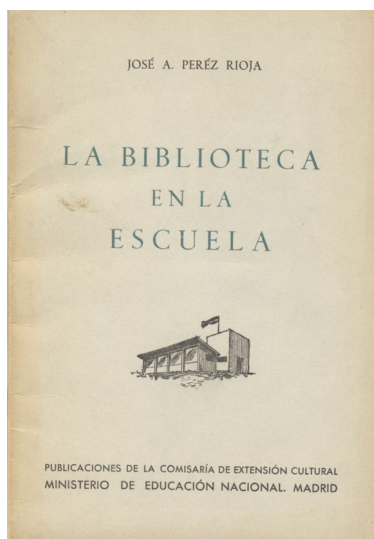 JOSÉ A. PERÉZ RIOJA
LA BIBLIOTECA
EN LA
ESCUELA
PUBLICACIONES DE LA COMISARÍA DE EXTENSIÓN CULTURAL
MINISTERIO DE EDUCACIÓN NACIONAL. MADRID